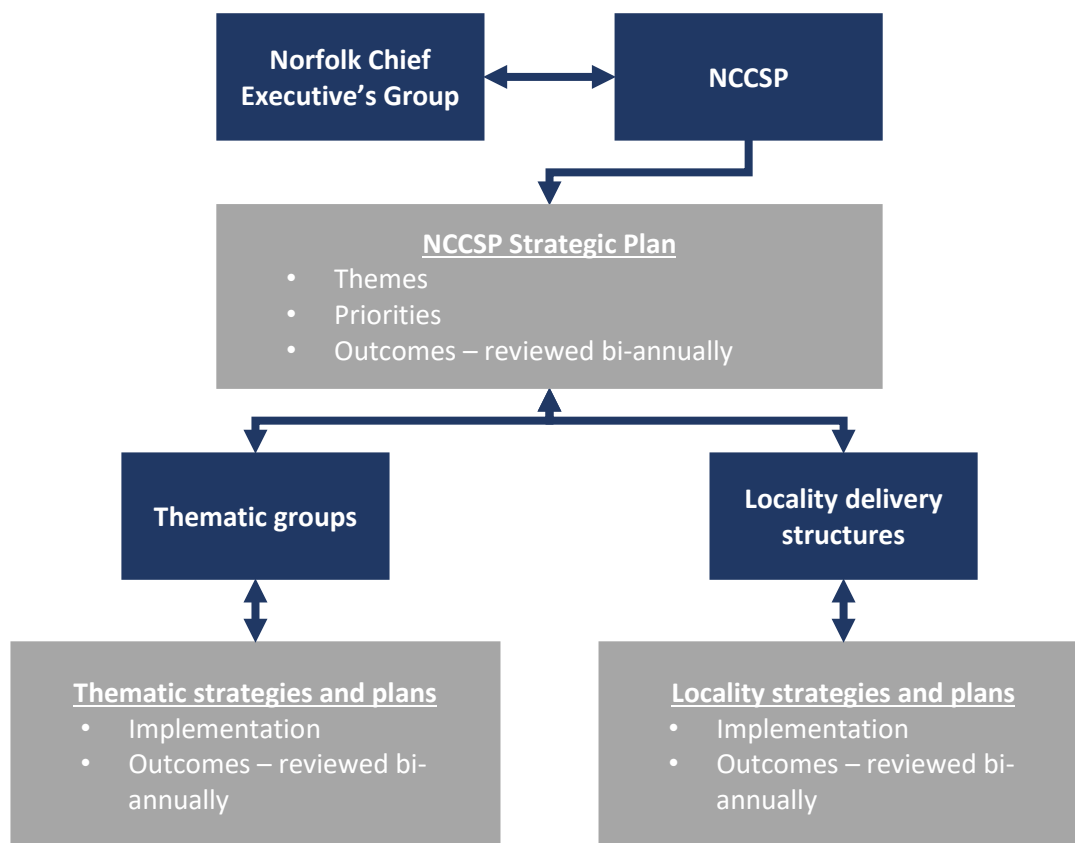 Norfolk Chief
Executive’s Group
NCCSP
NCCSP Strategic Plan
• Themes
• Priorities
• Outcomes – reviewed bi-annually
Thematic groups
Locality delivery
structures
Thematic strategies and plans
• Implementation
• Outcomes – reviewed bi-
annually
Locality strategies and plans
• Implementation
• Outcomes – reviewed bi-
annually